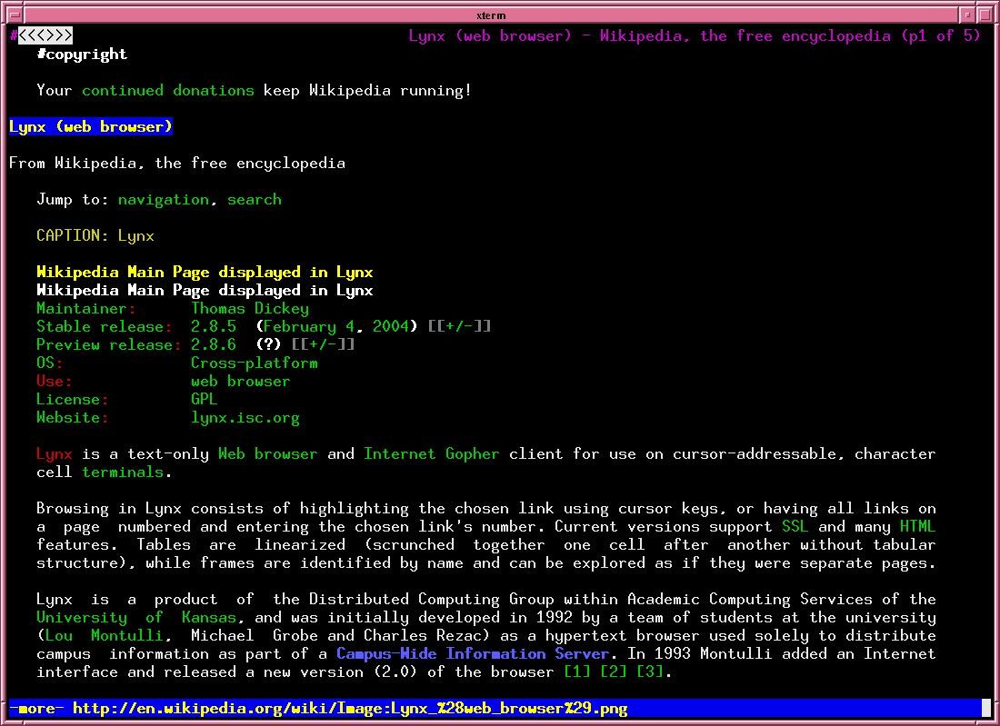 xterm
#<<<>>> Lynx (web browser) - Wikipedia, the free encyclopedia (p1 of 5)
#copyright
Your continued donations keep Wikipedia running!
Lynx (web browser)
From Wikipedia, the free encyclopedia
Jump to: navigation, search
CAPTION: Lynx
Wikipedia Main Page displayed in Lynx
Wikipedia Main Page displayed in Lynx
Maintainer: Thomas Dickey
Stable release: 2.8.5 (February 4, 2004) [[+/-]]
Preview release: 2.8.6 (?) [[+/-]]
OS: Cross-platform
Use: web browser
License: GPL
Website: lynx.isc.org
Lynx is a text-only Web browser and Internet Gopher client for use on cursor-addressable, character
cell terminals.
Browsing in Lynx consists of highlighting the chosen link using cursor keys, or having all links on
a page numbered and entering the chosen link's number. Current versions support SSL and many HTML
features. Tables are linearized (scrunched together one cell after another without tabular
structure), while frames are identified by name and can be explored as if they were separate pages.
Lynx is a product of the Distributed Computing Group within Academic Computing Services of the
University of Kansas, and was initially developed in 1992 by a team of students at the university
(Lou Montulli, Michael Grobe and Charles Rezac) as a hypertext browser used solely to distribute
campus information as part of a Campus-Wide Information Server. In 1993 Montulli added an Internet
interface and released a new version (2.0) of the browser [1] [2] [3].
-more- http://en.wikipedia.org/wiki/Image:Lynx_%28web_browser%29.png